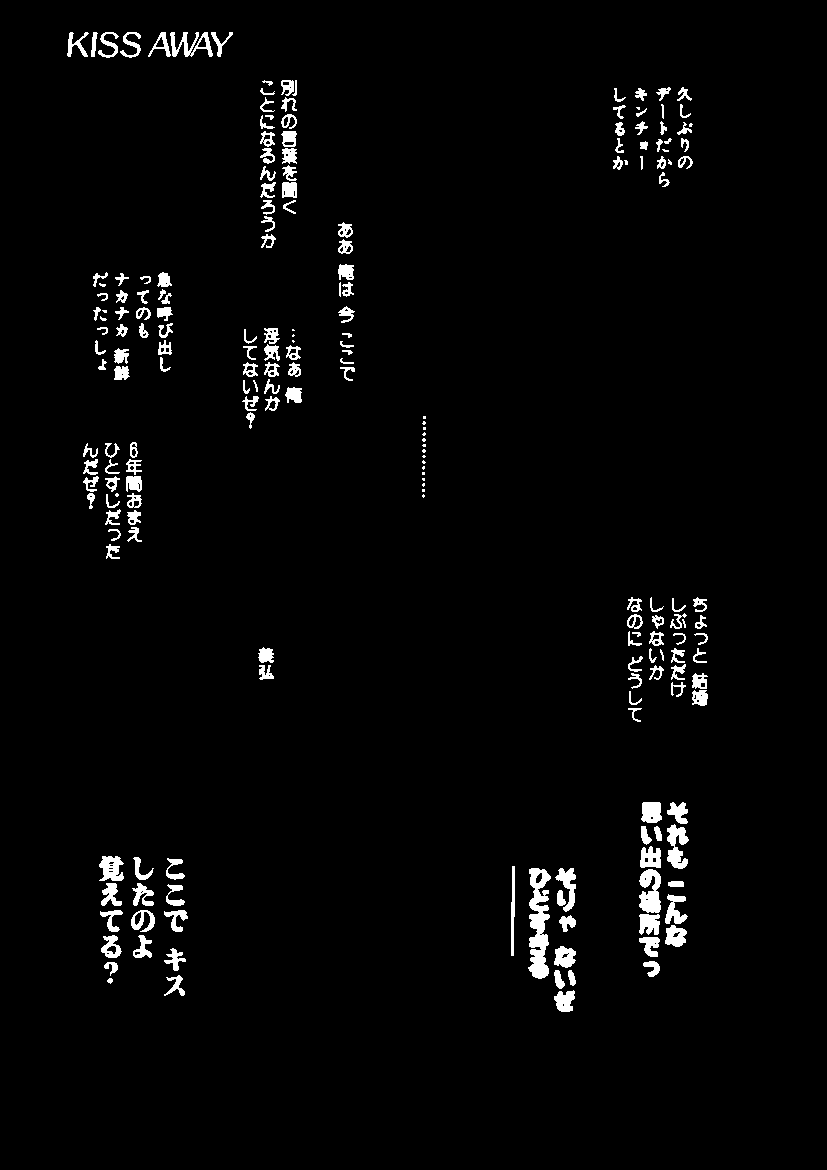 KISS AWAY
久しぶりの
デートだから
キンチョー
してるとか
ああ 俺は 今 ここで
別れの言葉を聞く
ことになるんだろうか
…なあ 俺
浮気なんか
してないぜ?
急な呼び出し
ってのも
ナカナカ 新鮮
だったっしょ
6年間おまえ
ひとすじだった
んだぜ?
……………
ちょっと 結婚
しぶっただけ
じゃないか
なのに どうして
義弘
それも こんな
思い出の場所でっ
そりゃ ないぜ
ひどすぎる
ここで キス
したのよ
覚えてる?